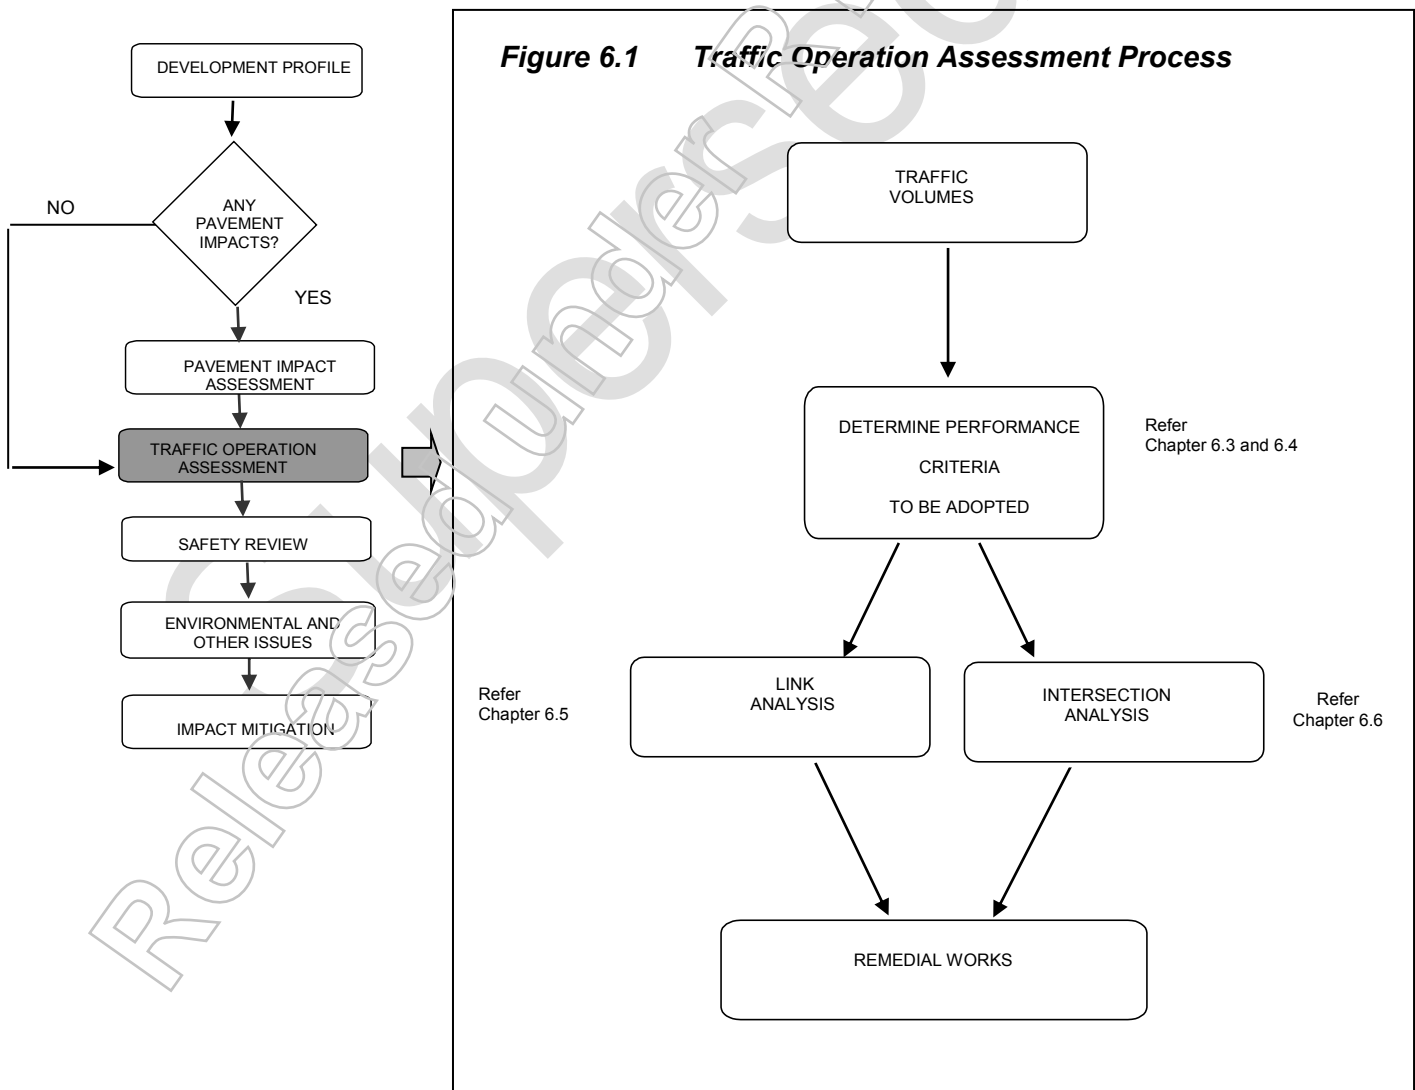 Figure 6.1 Traffic Operation Assessment Process
DEVELOPMENT PROFILE
ANY
PAVEMENT
IMPACTS?
NO
YES
PAVEMENT IMPACT
ASSESSMENT
TRAFFIC OPERATION
ASSESSMENT
SAFETY REVIEW
ENVIRONMENTAL AND
OTHER ISSUES
IMPACT MITIGATION
TRAFFIC
VOLUMES
DETERMINE PERFORMANCE
CRITERIA
TO BE ADOPTED
Refer
Chapter 6.3 and 6.4
LINK
ANALYSIS
Refer
Chapter 6.5
INTERSECTION
ANALYSIS
Refer
Chapter 6.6
REMEDIAL WORKS
Released under R
Superse